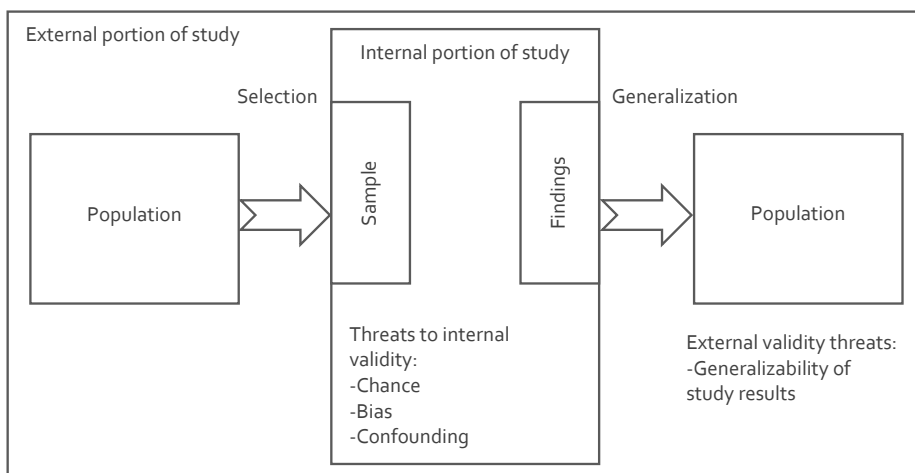 External portion of study
Internal portion of study
Selection
Generalization
Population
Sample
Findings
Population
Threats to internal
validity:
-Chance
-Bias
-Confounding
External validity threats:
-Generalizability of
study results